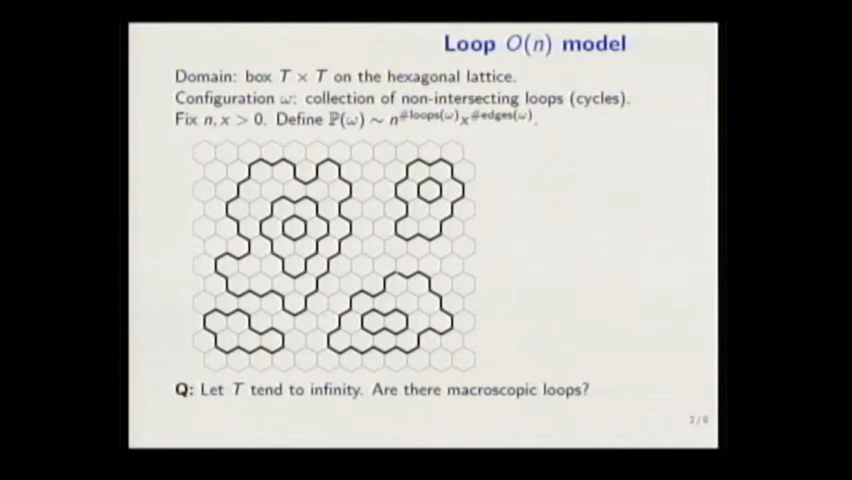 Loop O(n) model
Domain: box T × T on the hexagonal lattice.
Configuration ω: collection of non-intersecting loops (cycles).
Fix n, x > 0. Define ℙ(ω) ∼ n^#loops(ω) x^#edges(ω).
Q: Let T tend to infinity. Are there macroscopic loops?
2/8